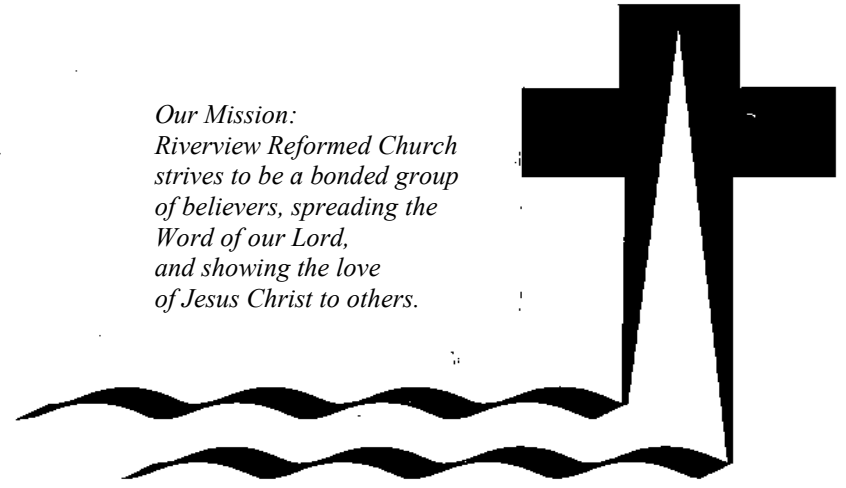 Our Mission:
Riverview Reformed Church
strives to be a bonded group
of believers, spreading the
Word of our Lord,
and showing the love
of Jesus Christ to others.